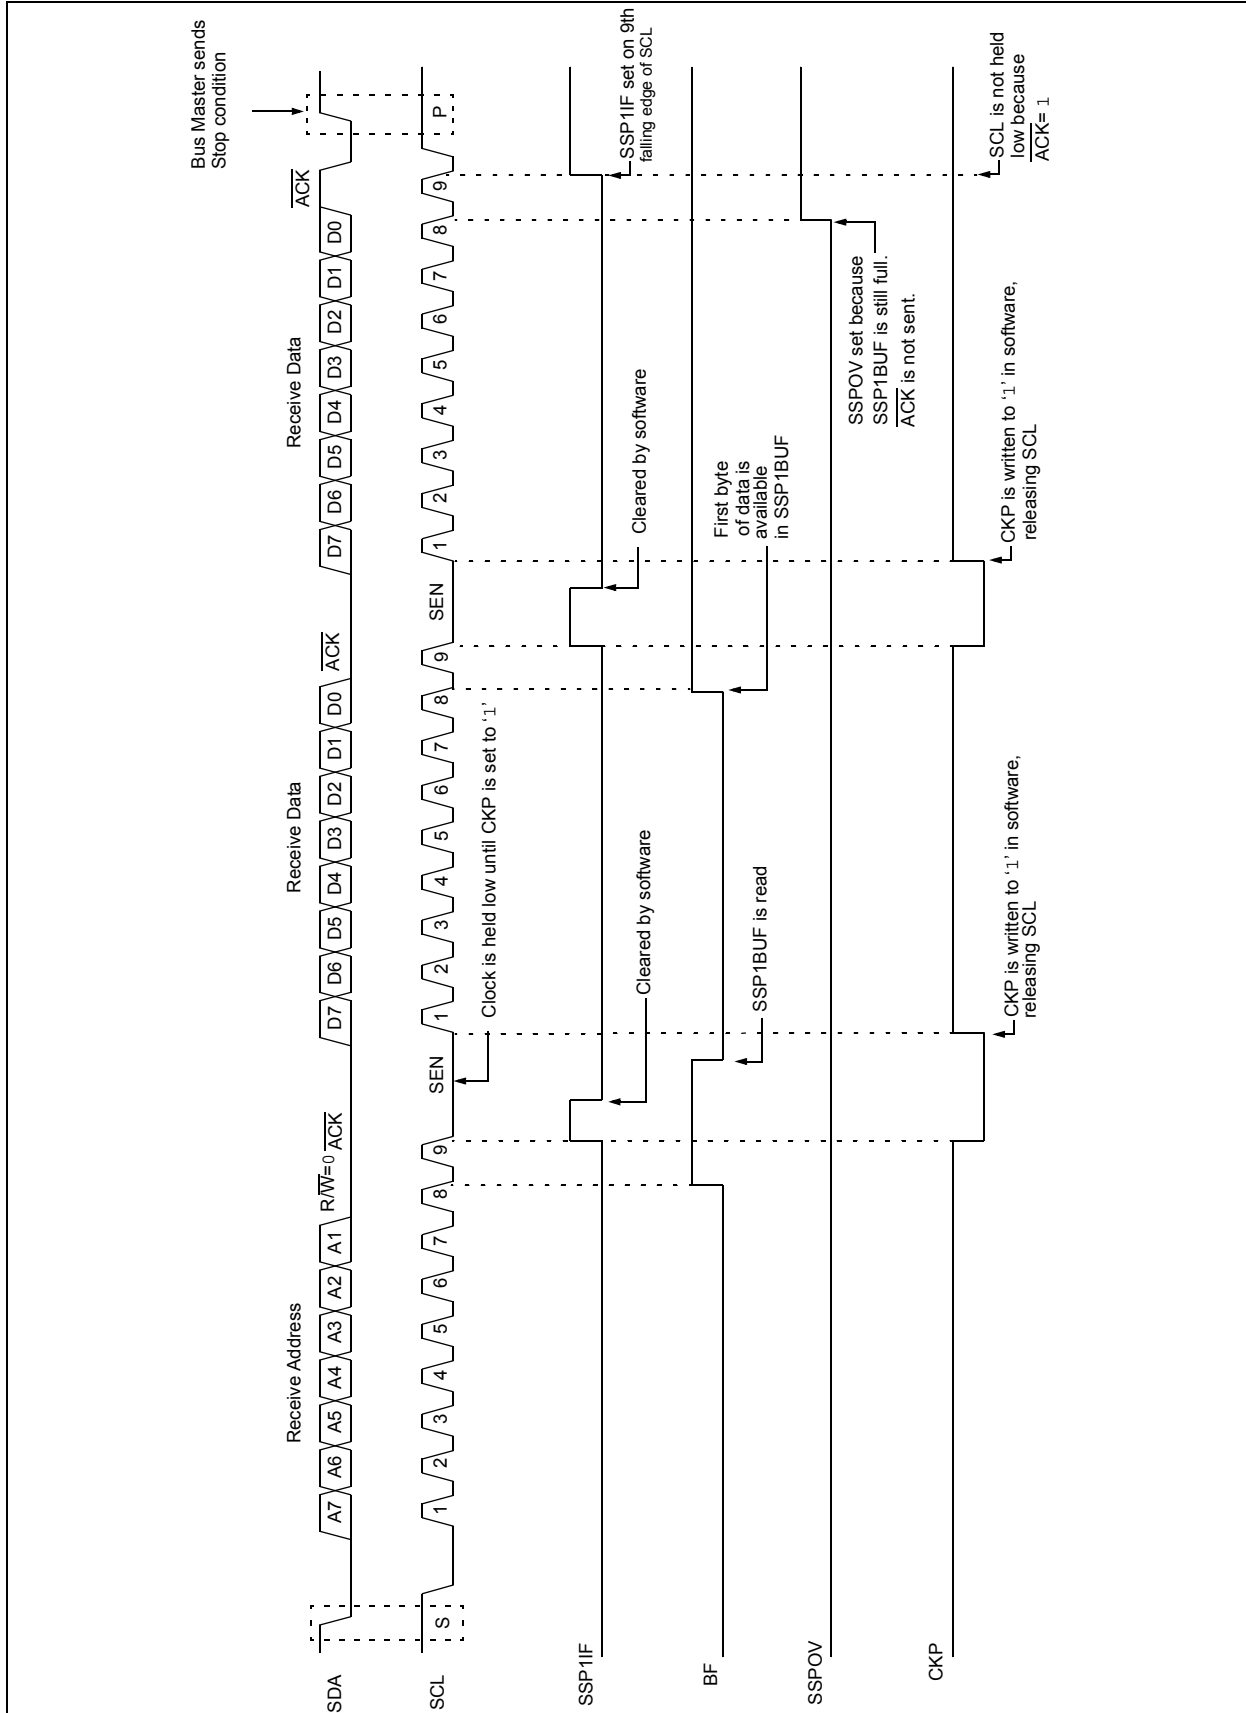 Bus Master sends
Stop condition
Receive Address
Receive Data
Receive Data
SDA
A7 A6 A5 A4 A3 A2 A1 R/W=0 ACK D7 D6 D5 D4 D3 D2 D1 D0 ACK D7 D6 D5 D4 D3 D2 D1 D0 ACK
SCL
S 1 2 3 4 5 6 7 8 9 SEN 1 2 3 4 5 6 7 8 9 SEN 1 2 3 4 5 6 7 8 9 P
Clock is held low until CKP is set to ‘1’
SSP1IF
Cleared by software
Cleared by software
SSP1IF set on 9th
falling edge of SCL
BF
SSP1BUF is read
First byte
of data is
available
in SSP1BUF
SSPOV
SSPOV set because
SSP1BUF is still full.
ACK is not sent.
CKP
CKP is written to ‘1’ in software,
releasing SCL
CKP is written to ‘1’ in software,
releasing SCL
SCL is not held
low because
ACK= 1